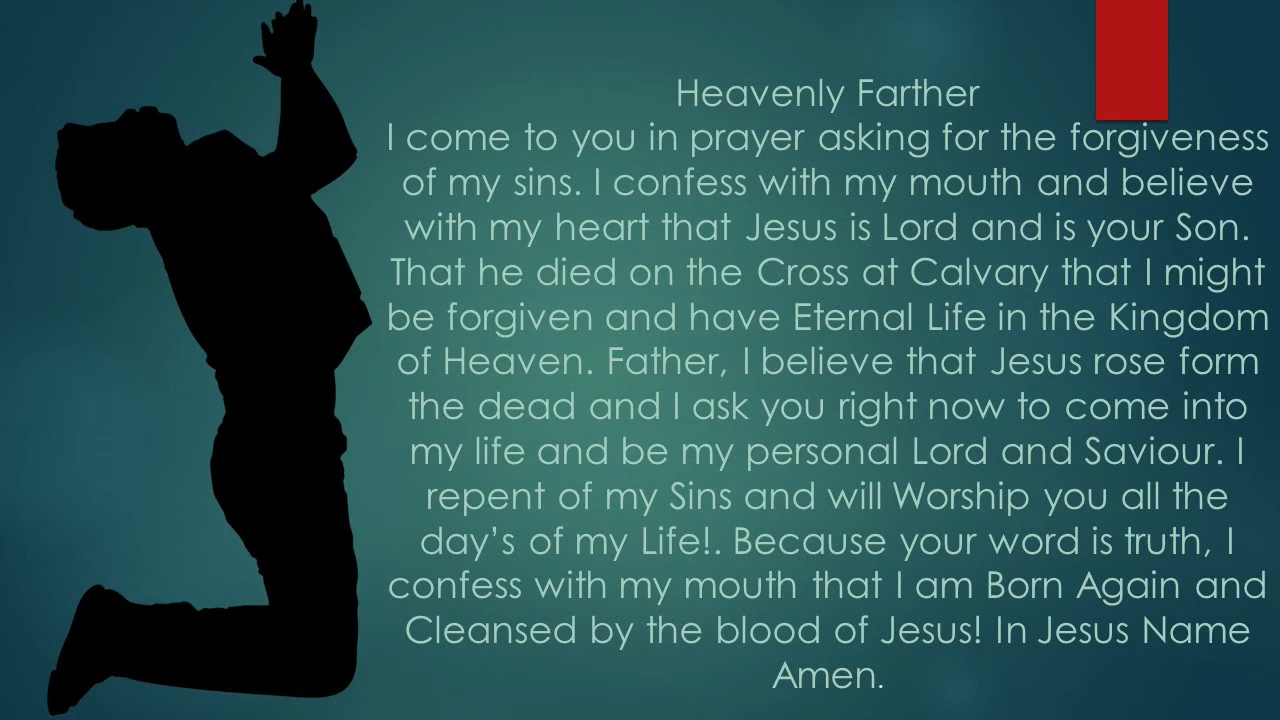 Heavenly Farther
I come to you in prayer asking for the forgiveness
of my sins. I confess with my mouth and believe
with my heart that Jesus is Lord and is your Son.
That he died on the Cross at Calvary that I might
be forgiven and have Eternal Life in the Kingdom
of Heaven. Father, I believe that Jesus rose form
the dead and I ask you right now to come into
my life and be my personal Lord and Saviour. I
repent of my Sins and will Worship you all the
day’s of my Life!. Because your word is truth, I
confess with my mouth that I am Born Again and
Cleansed by the blood of Jesus! In Jesus Name
Amen.